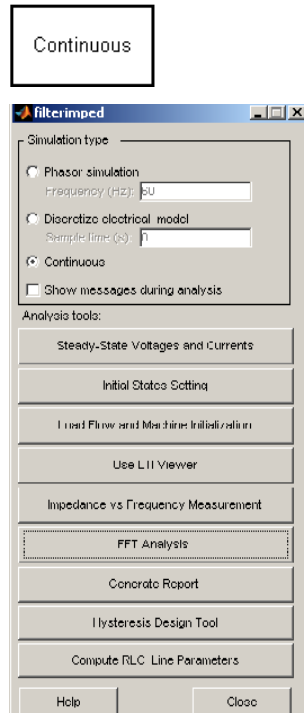 Continuous
filterimped
Simulation type
Phasor simulation
Frequency (Hz): 60
Discretize electrical model
Sample time (s): 0
Continuous
Show messages during analysis
Analysis tools:
Steady-State Voltages and Currents
Initial States Setting
Load Flow and Machine Initialization
Use LTI Viewer
Impedance vs Frequency Measurement
FFT Analysis
Generate Report
Hysteresis Design Tool
Compute RLC Line Parameters
Help
Close